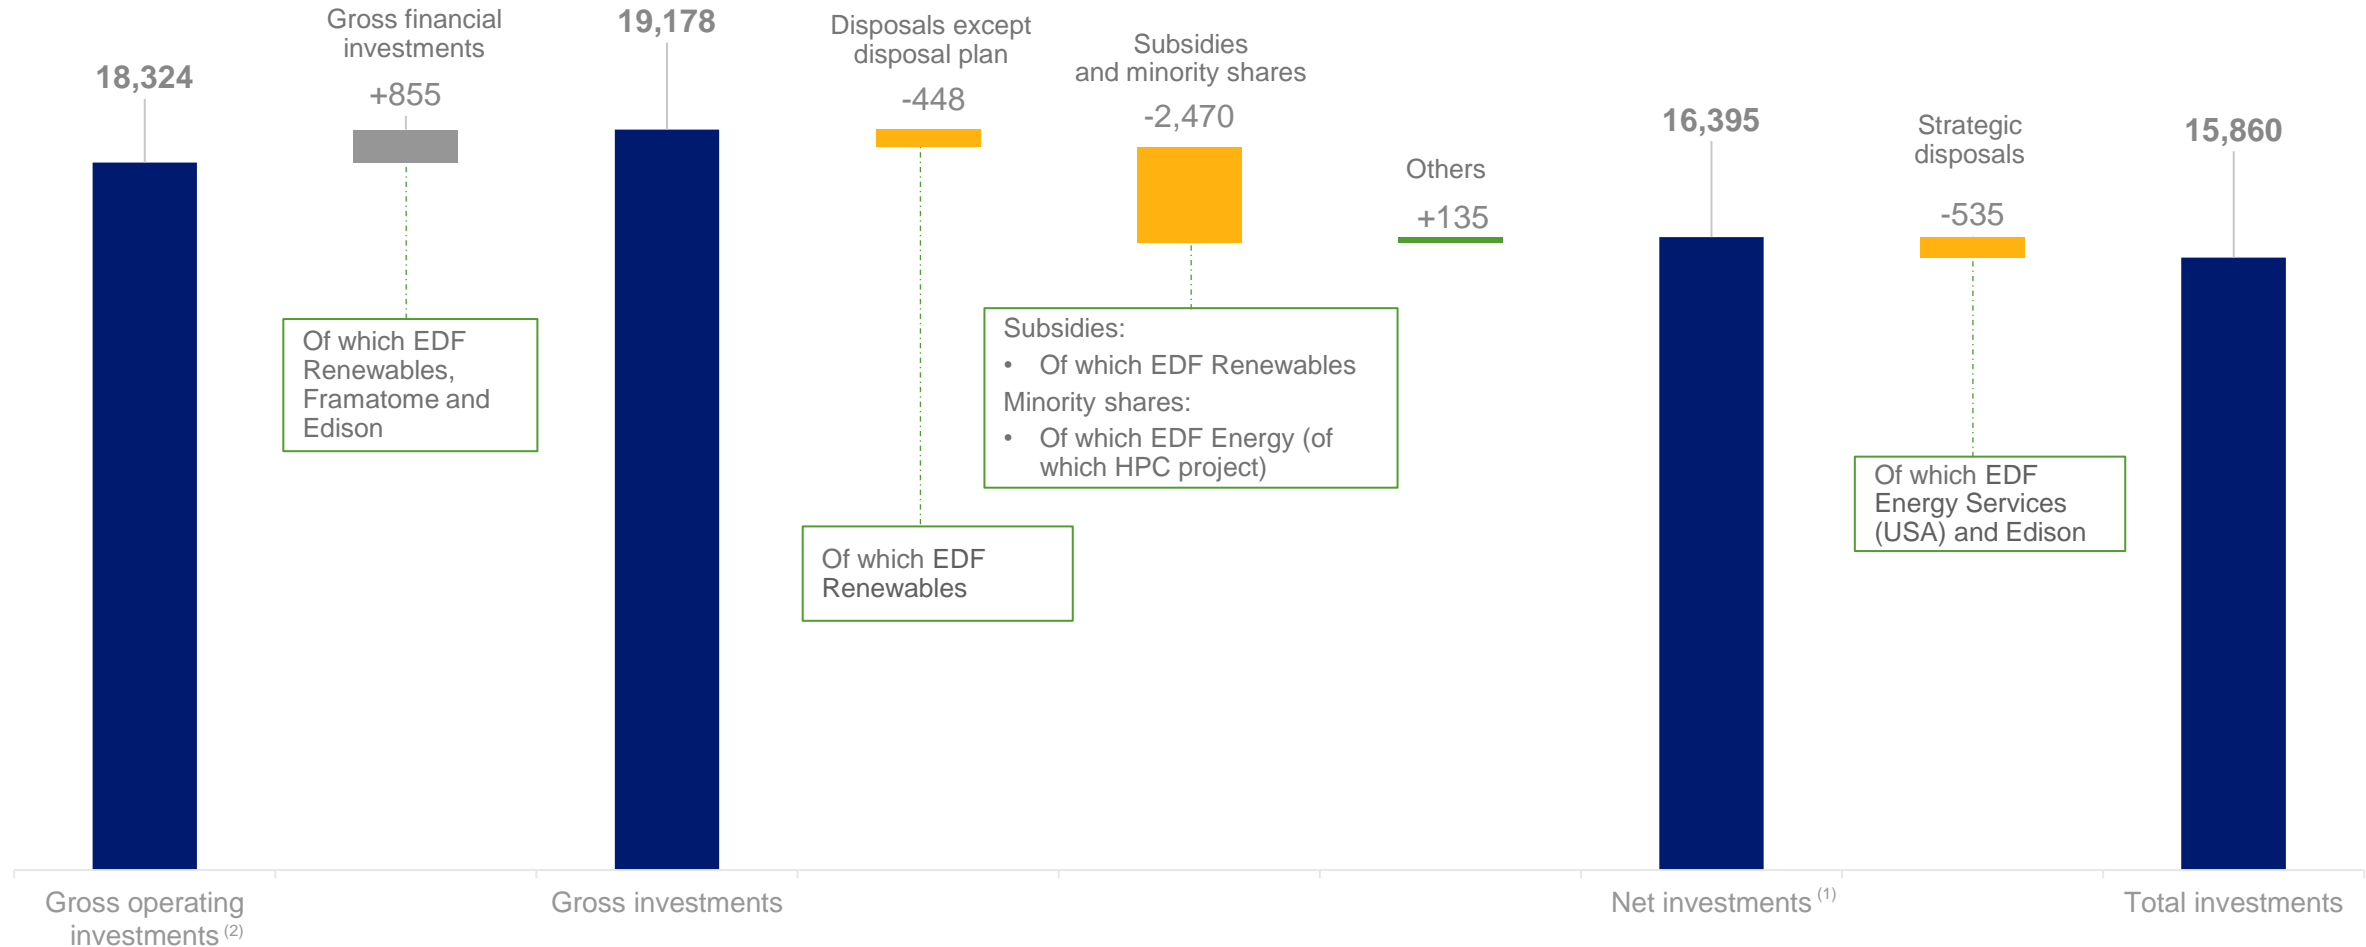 18,324
Gross financial
investments
+855
19,178
Disposals except
disposal plan
-448
Subsidies
and minority shares
-2,470
Others
+135
16,395
Strategic
disposals
-535
15,860
Of which EDF
Renewables,
Framatome and
Edison
Of which EDF
Renewables
Subsidies:
• Of which EDF Renewables
Minority shares:
• Of which EDF Energy (of
which HPC project)
Of which EDF
Energy Services
(USA) and Edison
Gross operating
investments (2)
Gross investments
Net investments (1)
Total investments